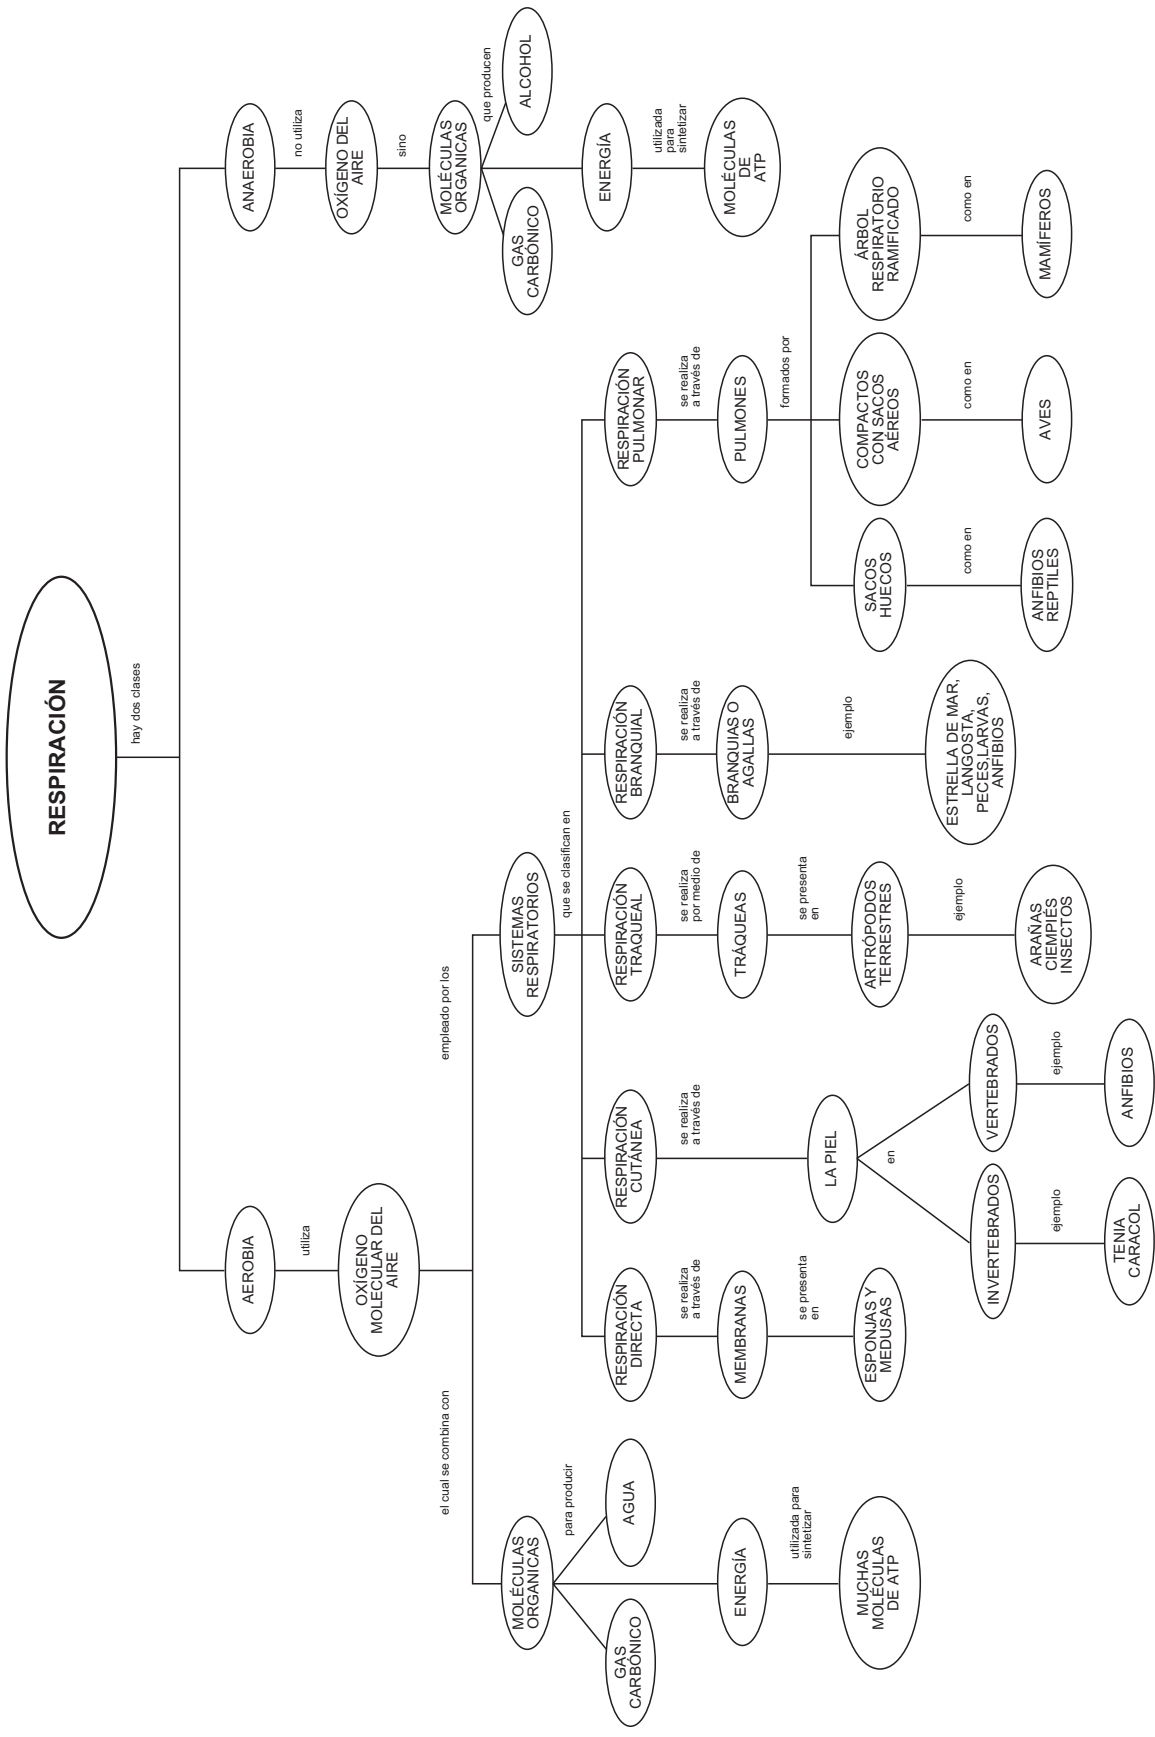 RESPIRACIÓN
hay dos clases
AEROBIA
utiliza
OXÍGENO
MOLECULAR DEL
AIRE
el cual se combina con
MOLÉCULAS
ORGANICAS
para producir
GAS
CARBÓNICO
AGUA
ENERGÍA
utilizada para
sintetizar
MUCHAS
MOLÉCULAS
DE ATP
empleado por los
SISTEMAS
RESPIRATORIOS
que se clasifican en
RESPIRACIÓN
DIRECTA
se realiza
a través de
MEMBRANAS
se presenta
en
ESPONJAS Y
MEDUSAS
RESPIRACIÓN
CUTÁNEA
se realiza
a través de
LA PIEL
en
INVERTEBRADOS
ejemplo
TENIA
CARACOL
VERTEBRADOS
ejemplo
ANFIBIOS
RESPIRACIÓN
TRAQUEAL
se realiza
por medio de
TRÁQUEAS
se presenta
en
ARTRÓPODOS
TERRESTRES
ejemplo
ARAÑAS
CIEMPIÉS
INSECTOS
RESPIRACIÓN
BRANQUIAL
se realiza
a través de
BRANQUIAS O
AGALLAS
ejemplo
ESTRELLA DE MAR,
LANGOSTA,
PECES,LARVAS,
ANFIBIOS
RESPIRACIÓN
PULMONAR
se realiza
a través de
PULMONES
formados por
SACOS
HUECOS
como en
ANFIBIOS
REPTILES
COMPACTOS
CON SACOS
AÉREOS
como en
AVES
ÁRBOL
RESPIRATORIO
RAMIFICADO
como en
MAMÍFEROS
ANAEROBIA
no utiliza
OXÍGENO DEL
AIRE
sino
MOLÉCULAS
ORGANICAS
que producen
GAS
CARBÓNICO
ALCOHOL
ENERGÍA
utilizada
para
sintetizar
MOLÉCULAS
DE
ATP